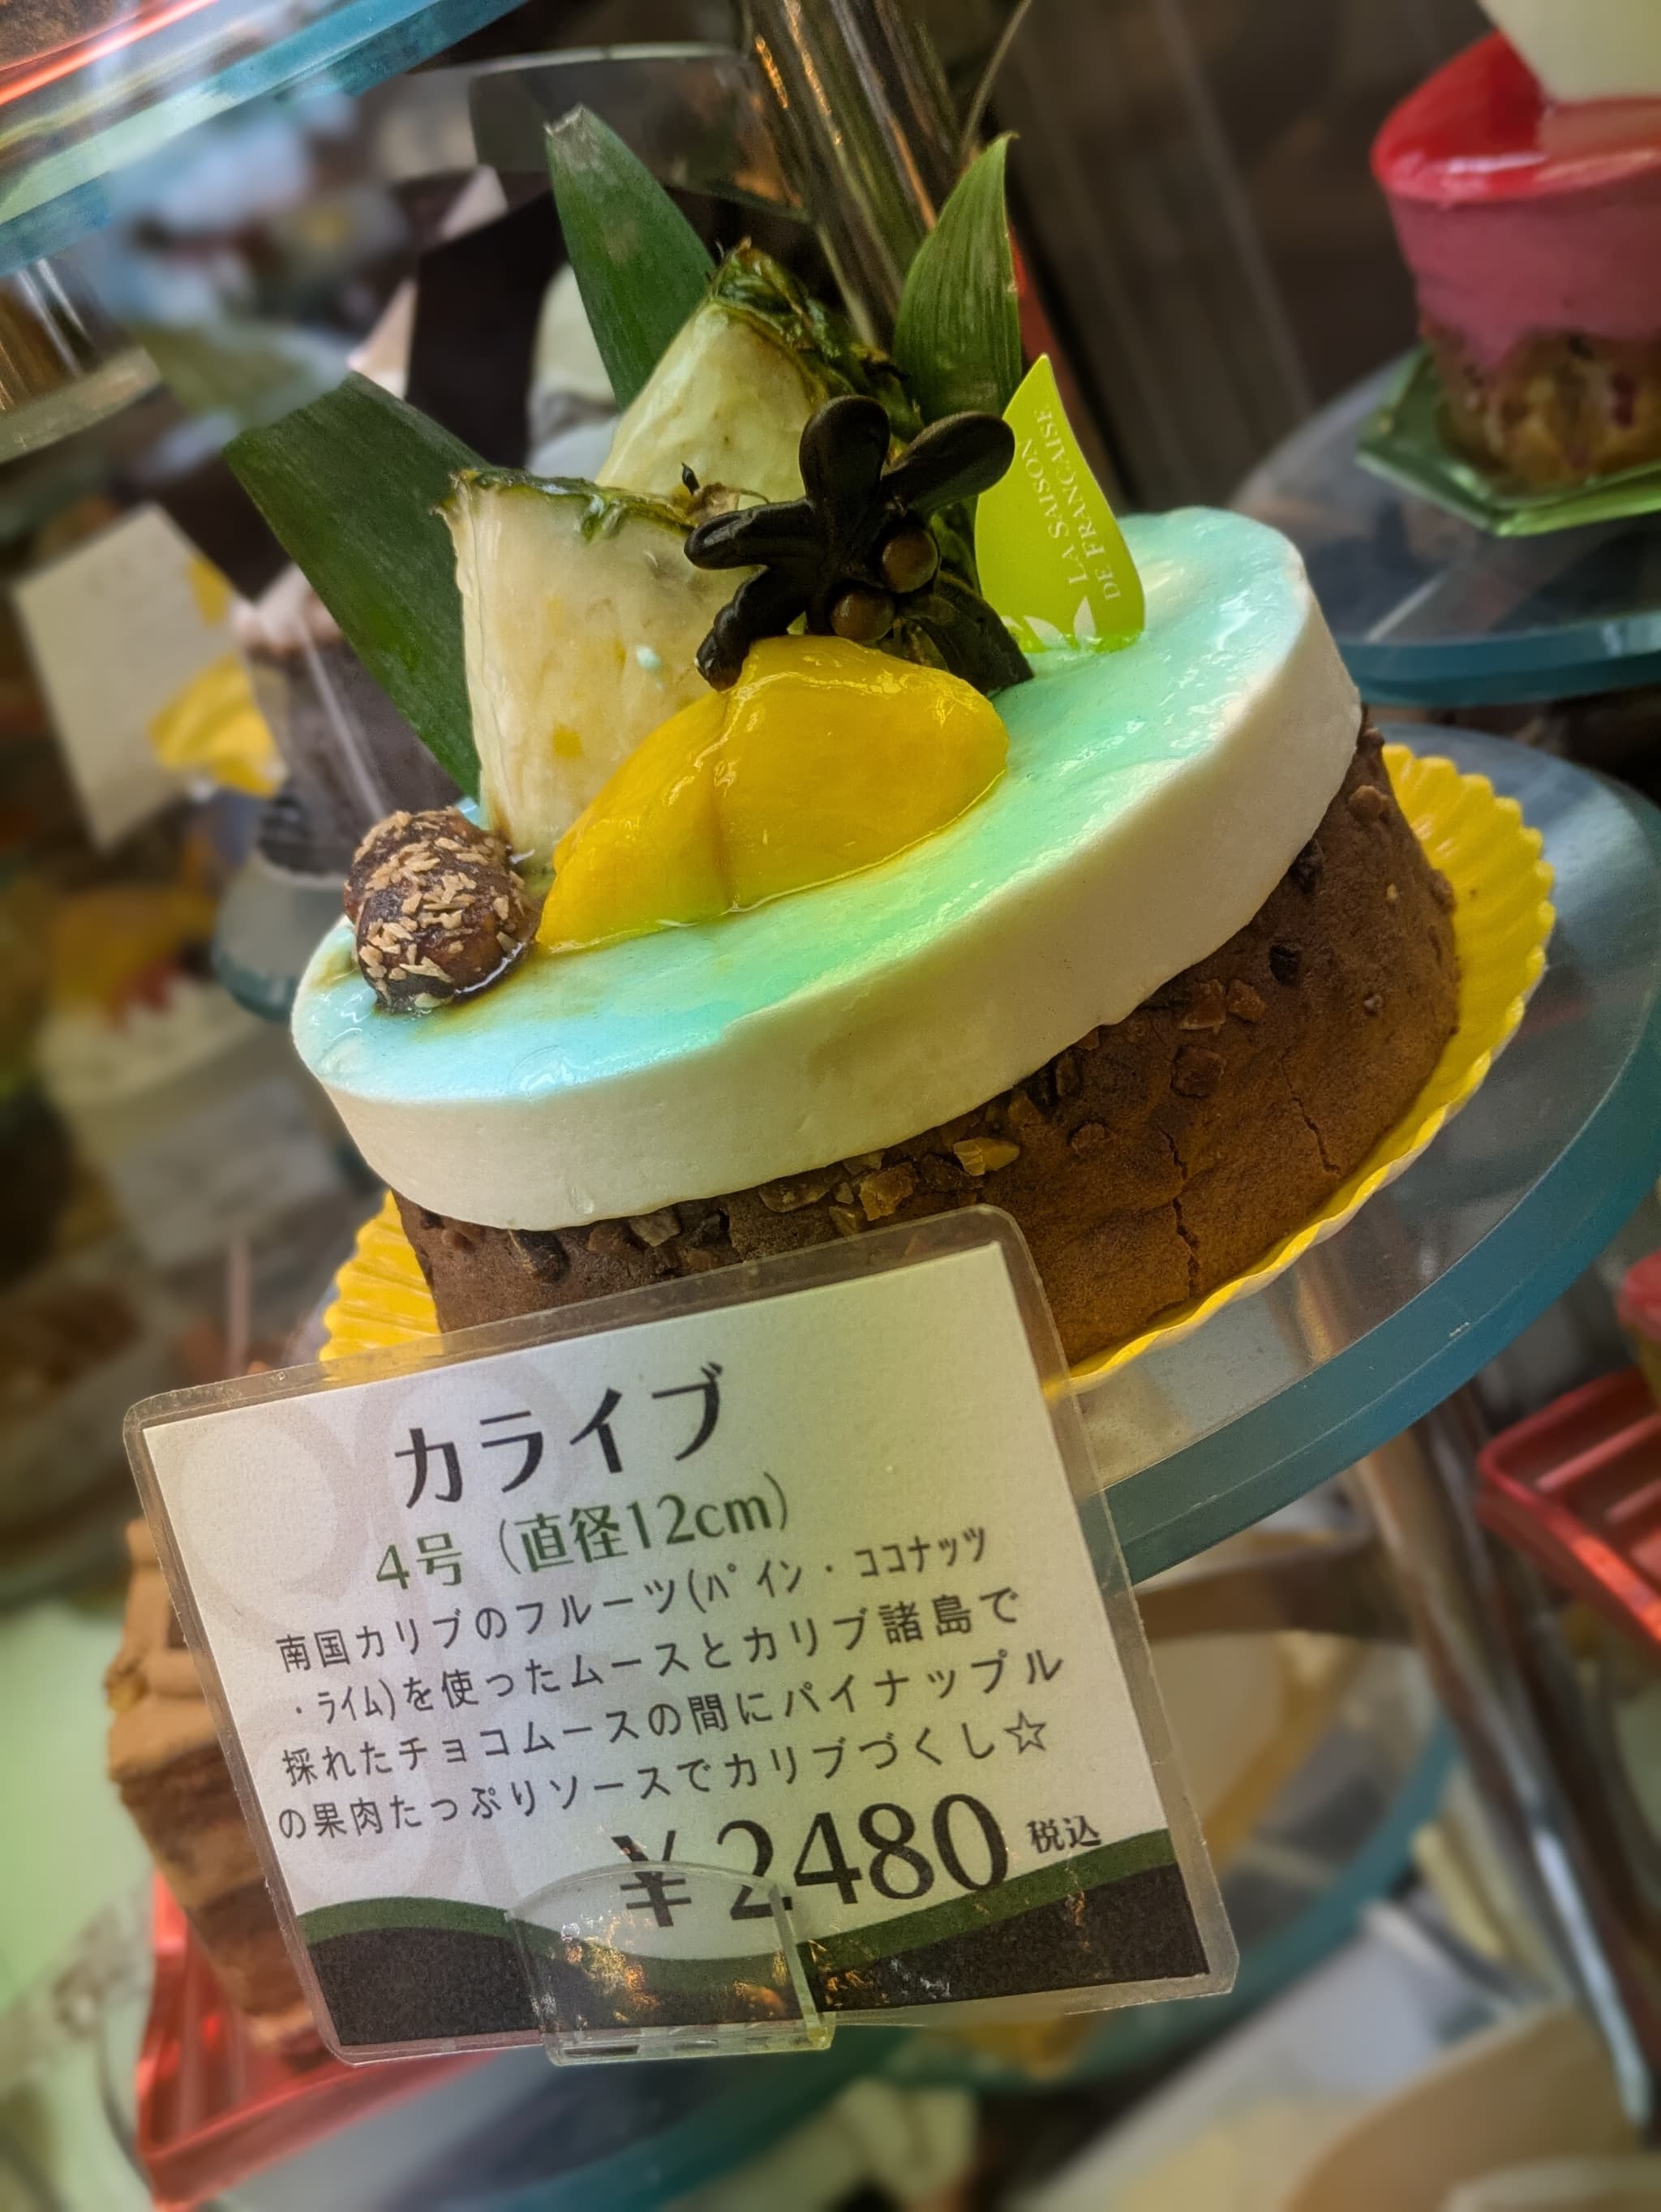 LA SAISON
DE FRANCAISE
カライブ
4号（直径12cm）
南国カリブのフルーツ(ﾊﾟｲﾝ・ｺｺﾅｯﾂ
・ﾗｲﾑ)を使ったムースとカリブ諸島で
採れたチョコムースの間にパイナップル
の果肉たっぷりソースでカリブづくし☆
￥2480 税込